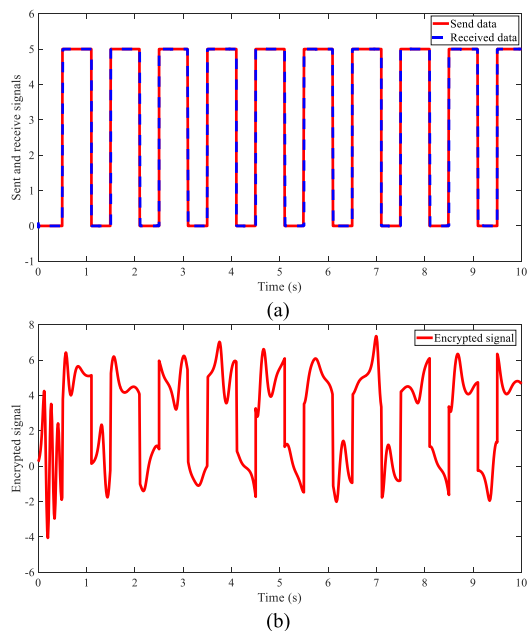 6
5
4
3
2
1
0
-1
Sent and receive signals
Send data
Received data
0 1 2 3 4 5 6 7 8 9 10
Time (s)
(a)
8
6
4
2
0
-2
-4
-6
Encrypted signal
Encrypted signal
0 1 2 3 4 5 6 7 8 9 10
Time (s)
(b)